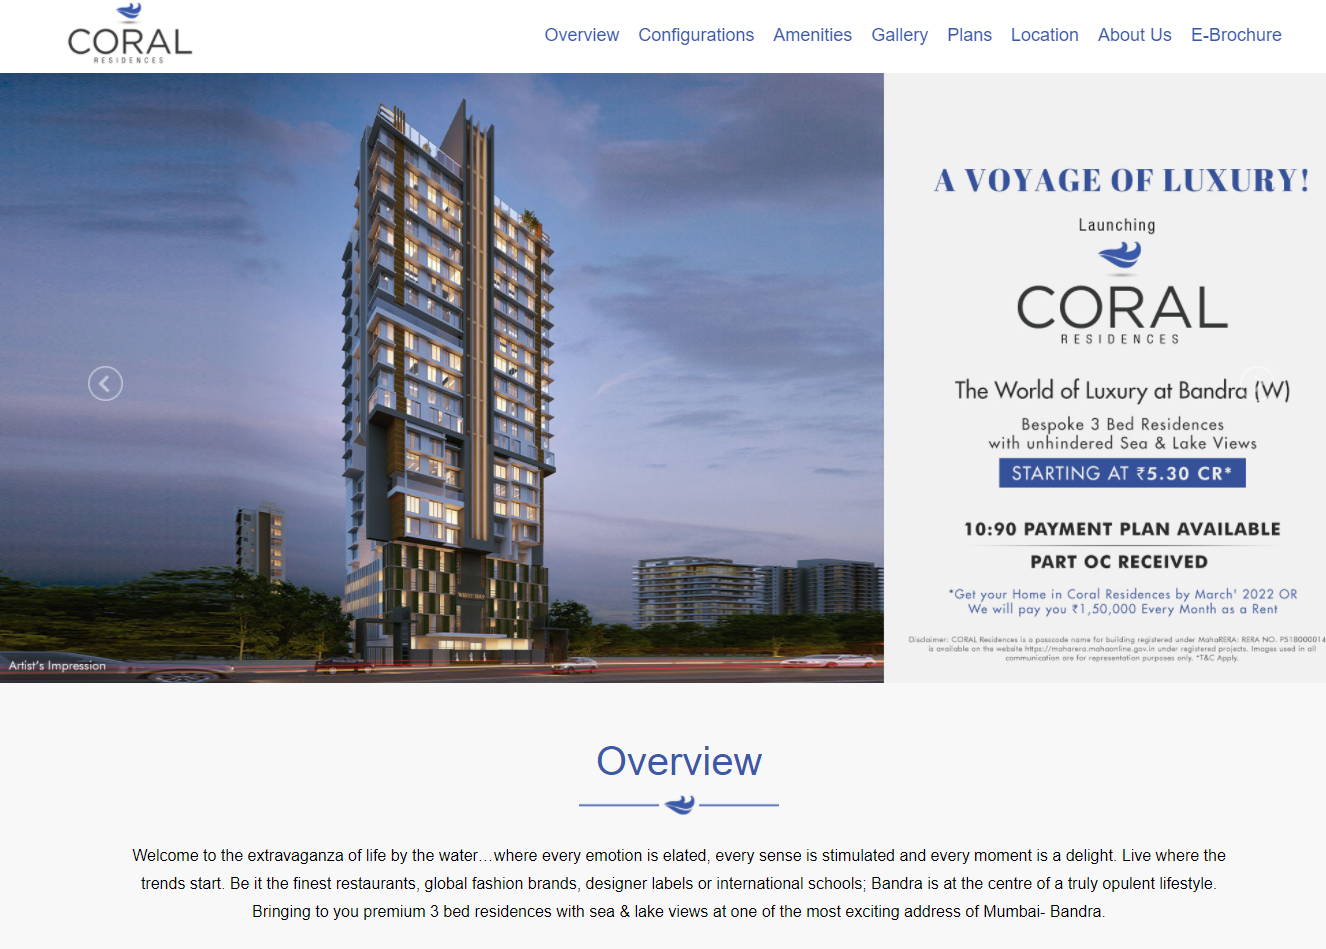 CORAL
RESIDENCES
Overview Configurations Amenities Gallery Plans Location About Us E-Brochure
A VOYAGE OF LUXURY!
Launching
CORAL
RESIDENCES
The World of Luxury at Bandra (W)
Bespoke 3 Bed Residences
with unhindered Sea & Lake Views
STARTING AT ₹5.30 CR*
10:90 PAYMENT PLAN AVAILABLE
PART OC RECEIVED
*Get your Home in Coral Residences by March' 2022 OR
We will pay you ₹1,50,000 Every Month as a Rent
Disclaimer: CORAL Residences is a passcode name for building registered under MahaRERA: RERA NO. P518000014
is available on the website https://maharera.mahaonline.gov.in under registered projects. Images used in all
communication are for representation purposes only. *T&C Apply.
WEST BAY
Artist's Impression
Overview
Welcome to the extravaganza of life by the water…where every emotion is elated, every sense is stimulated and every moment is a delight. Live where the
trends start. Be it the finest restaurants, global fashion brands, designer labels or international schools; Bandra is at the centre of a truly opulent lifestyle.
Bringing to you premium 3 bed residences with sea & lake views at one of the most exciting address of Mumbai- Bandra.